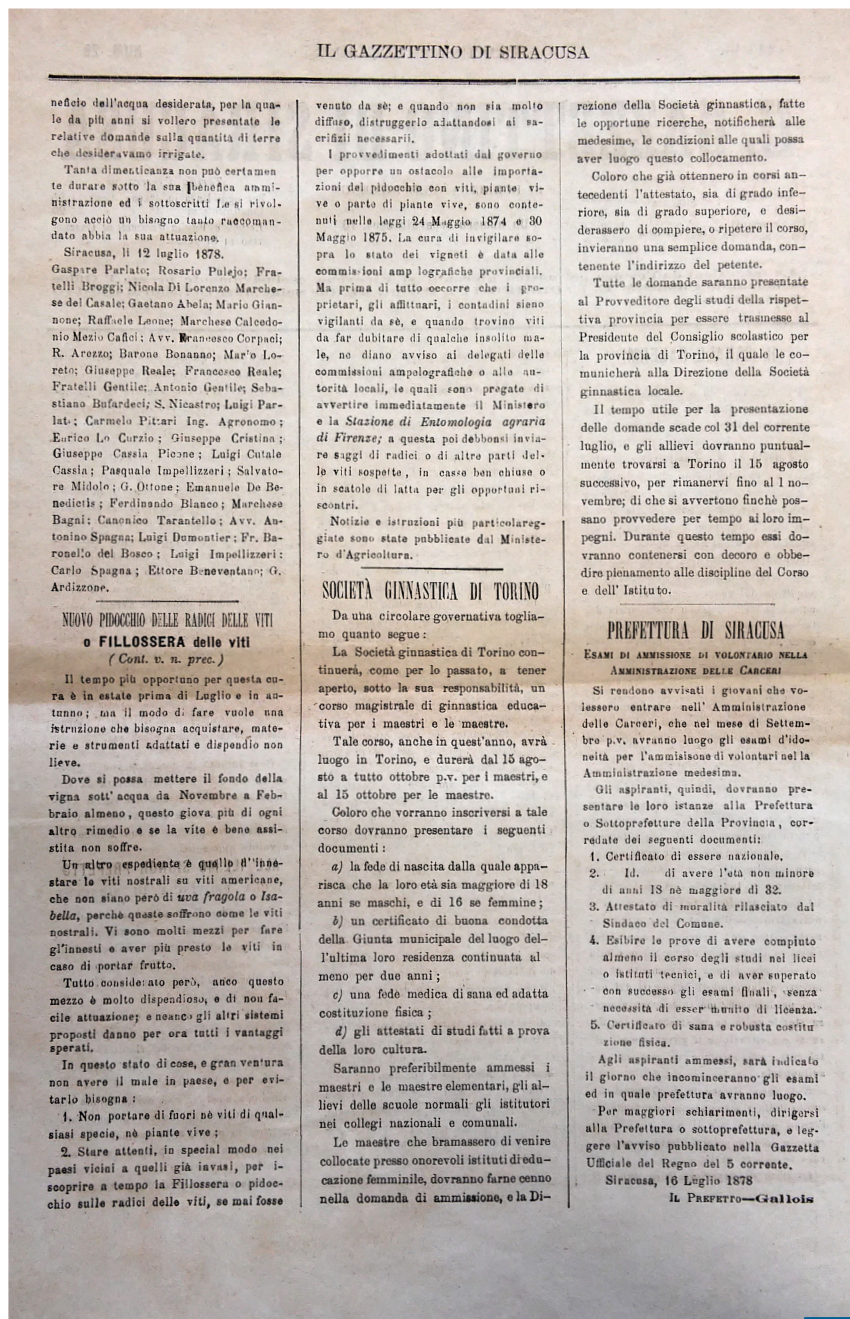 IL GAZZETTINO DI SIRACUSA
neficio dell'acqua desiderata, per la qua-
le da più anni si vollero presentate le
relative domande sulla quantità di terre
che desideravamo irrigate.
Tanta dimenticanza non può certamen
te durare sotto la sua benefica ammi-
nistrazione ed i sottoscritti Le si rivol-
gono acciò un bisogno tanto raccoman-
dato abbia la sua attuazione.
Siracusa, li 12 luglio 1878.
Gaspare Parlato; Rosario Pulejo; Fra-
telli Broggi; Nicola Di Lorenzo Marche-
se del Casale; Gaetano Abela; Mario Gian-
none; Raffaele Leone; Marchese Calcedo-
nio Mezio Cafici; Avv. Francesco Corpaci;
R. Arezzo; Barone Bonanno; Mario Lo-
reto; Giuseppe Reale; Francesco Reale;
Fratelli Gentile; Antonio Gentile; Seba-
stiano Bufardeci; S. Nicastro; Luigi Par-
lato; Carmelo Pittari Ing. Agronomo;
Enrico Lo Curzio; Giuseppe Cristina;
Giuseppe Cassia Picone; Luigi Cutale
Cassia; Pasquale Impellizzeri; Salvato-
re Midolo; G. Ottone; Emanuele De Be-
nedictis; Ferdinando Bianco; Marchese
Bagni; Canonico Tarantello; Avv. An-
tonino Spagna; Luigi Dumontier; Fr. Ba-
ronello del Bosco; Luigi Impellizzeri:
Carlo Spagna; Ettore Beneventano; G.
Ardizzone.
NUOVO PIDOCCHIO DELLE RADICI DELLE VITI
o FILLOSSERA delle viti
(Cont. v. n. prec.)
Il tempo più opportuno per questa cu-
ra è in estate prima di Luglio e in au-
tunno; ma il modo di fare vuole una
istruzione che bisogna acquistare, mate-
rie e strumenti adattati e dispendio non
lieve.
Dove si possa mettere il fondo della
vigna sott' acqua da Novembre a Feb-
braio almeno, questo giova più di ogni
altro rimedio e se la vite è bene assi-
stita non soffre.
Un altro espediente è quello d'inne-
stare le viti nostrali su viti americane,
che non siano però di uva fragola o Isa-
bella, perchè queste soffrono come le viti
nostrali. Vi sono molti mezzi per fare
gl'innesti e aver più presto le viti in
caso di portar frutto.
Tutto considerato però, anco questo
mezzo è molto dispendioso, e di non fa-
cile attuazione; e neanco gli altri sistemi
proposti danno per ora tutti i vantaggi
sperati.
In questo stato di cose, e gran ventura
non avere il male in paese, e per evi-
tarlo bisogna:
1. Non portare di fuori nè viti di qual-
siasi specie, nè piante vive;
2. Stare attenti, in special modo nei
paesi vicini a quelli già invasi, per i-
scoprire a tempo la Fillossera o pidoc-
chio sulle radici delle viti, se mai fosse
venuto da sè; e quando non sia molto
diffuso, distruggerlo adattandosi ai sa-
crifizii necessarii.
I provvedimenti adottati dal governo
per opporre un ostacolo alle importa-
zioni del pidocchio con viti, piante vi-
ve o parto di piante vive, sono conte-
nuti nelle leggi 24 Maggio 1874 e 30
Maggio 1875. La cura di invigilare so-
pra lo stato dei vigneti è data alle
commissioni amp lografiche provinciali.
Ma prima di tutto occorre che i pro-
prietari, gli affittuari, i contadini sieno
vigilanti da sè, e quando trovino viti
da far dubitare di qualche insolito ma-
le, ne diano avviso ai delegati delle
commissioni ampelografiche o alle au-
torità locali, le quali sono pregate di
avvertire immediatamente il Ministero
e la Stazione di Entomologia agraria
di Firenze; a questa poi debbonsi invia-
re saggi di radici o di altre parti del-
le viti sospette, in casse ben chiuse o
in scatole di latta per gli opportuni ri-
scontri.
Notizie e istruzioni più particolareg-
giate sono state pubblicate dal Ministe-
ro d'Agricoltura.
SOCIETÀ GINNASTICA DI TORINO
Da una circolare governativa toglia-
mo quanto segue:
La Società ginnastica di Torino con-
tinuerà, come per lo passato, a tener
aperto, sotto la sua responsabilità, un
corso magistrale di ginnastica educa-
tiva per i maestri e le maestre.
Tale corso, anche in quest'anno, avrà
luogo in Torino, e durerà dal 15 ago-
sto a tutto ottobre p.v. per i maestri, e
al 15 ottobre per le maestre.
Coloro che vorranno inscriversi a tale
corso dovranno presentare i seguenti
documenti:
a) la fede di nascita dalla quale appa-
risca che la loro età sia maggiore di 18
anni se maschi, e di 16 se femmine;
b) un certificato di buona condotta
della Giunta municipale del luogo del-
l'ultima loro residenza continuata al
meno per due anni;
c) una fede medica di sana ed adatta
costituzione fisica;
d) gli attestati di studi fatti a prova
della loro cultura.
Saranno preferibilmente ammessi i
maestri e le maestre elementari, gli al-
lievi delle scuole normali gli istitutori
nei collegi nazionali e comunali.
Le maestre che bramassero di venire
collocate presso onorevoli istituti di edu-
cazione femminile, dovranno farne cenno
nella domanda di ammissione, e la Di-
rezione della Società ginnastica, fatte
le opportune ricerche, notificherà alle
medesime, le condizioni alle quali possa
aver luogo questo collocamento.
Coloro che già ottennero in corsi an-
tecedenti l'attestato, sia di grado infe-
riore, sia di grado superiore, e desi-
derassero di compiere, o ripetere il corso,
invieranno una semplice domanda, con-
tenente l'indirizzo del petente.
Tutte le domande saranno presentate
al Provveditore degli studi della rispet-
tiva provincia per essere trasmesse al
Presidente del Consiglio scolastico per
la provincia di Torino, il quale le co-
municherà alla Direzione della Società
ginnastica locale.
Il tempo utile per la presentazione
delle domande scade col 31 del corrente
luglio, e gli allievi dovranno puntual-
mente trovarsi a Torino il 15 agosto
successivo, per rimanervi fino al 1 no-
vembre; di che si avvertono finchè pos-
sano provvedere per tempo ai loro im-
pegni. Durante questo tempo essi do-
vranno contenersi con decoro e obbe-
dire pienamento alle discipline del Corso
e dell' Istituto.
PREFETTURA DI SIRACUSA
ESAMI DI AMMISSIONE DI VOLONTARIO NELLA
AMMINISTRAZIONE DELLE CARCERI
Si rendono avvisati i giovani che vo-
lessero entrare nell' Amministrazione
delle Carceri, che nel mese di Settem-
bre p.v. avranno luogo gli esami d'ido-
neità per l'ammisisone di volontari nel la
Amministrazione medesima.
Gli aspiranti, quindi, dovranno pre-
sentare le loro istanze alla Prefettura
o Sottoprefetture della Provincia, cor-
redate dei seguenti documenti:
1. Certificato di essere nazionale.
2. Id. di avere l'età non minore
di anni 18 nè maggiore di 32.
3. Attestato di moralità rilasciato dal
Sindaco del Comune.
4. Esibire le prove di avere compiuto
almeno il corso degli studi nei licei
o istituti tecnici, e di aver superato
con successo gli esami finali, senza
necessità di esser munito di licenza.
5. Certificato di sana e robusta costitu
zione fisica.
Agli aspiranti ammessi, sarà indicato
il giorno che incominceranno gli esami
ed in quale prefettura avranno luogo.
Per maggiori schiarimenti, dirigersi
alla Prefettura o sottoprefettura, e leg-
gere l'avviso pubblicato nella Gazzetta
Ufficiale del Regno del 5 corrente.
Siracusa, 16 Luglio 1878
IL PREFETTO—Gallois